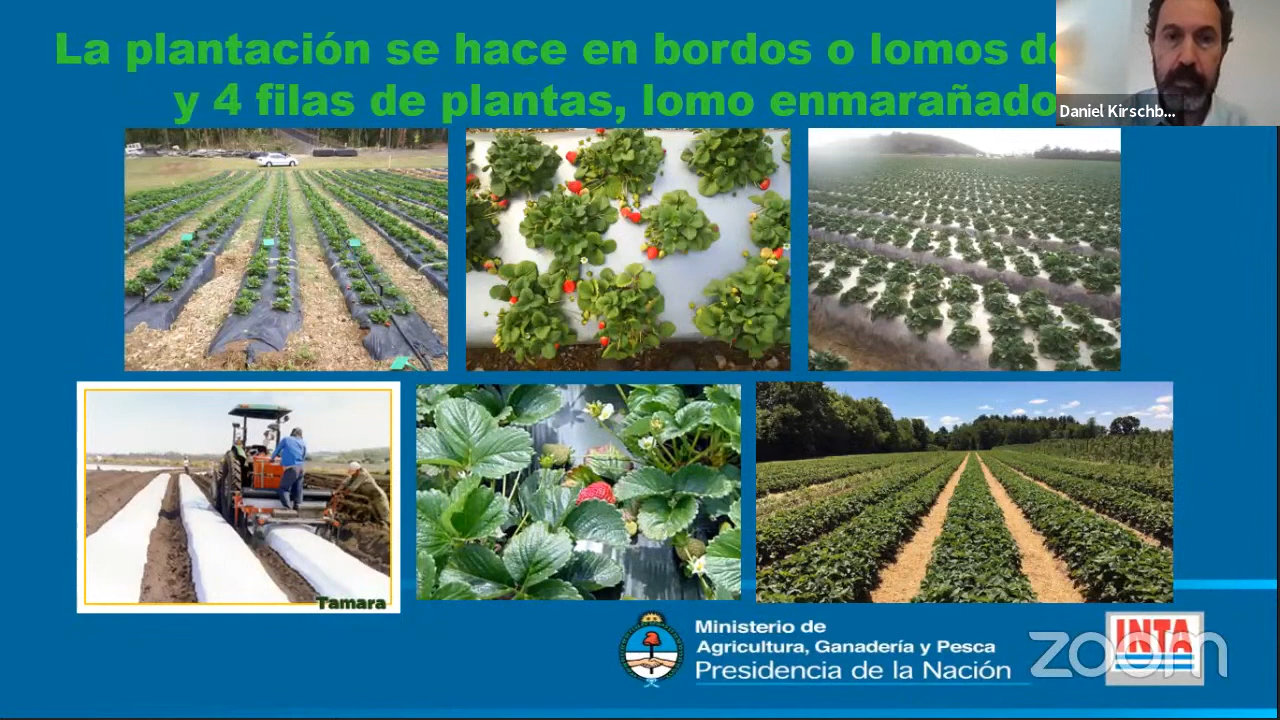 La plantación se hace en bordos o lomos de
y 4 filas de plantas, lomo enmarañado
Daniel Kirschb...
Tamara
Ministerio de
Agricultura, Ganadería y Pesca
Presidencia de la Nación
INTA
zoom